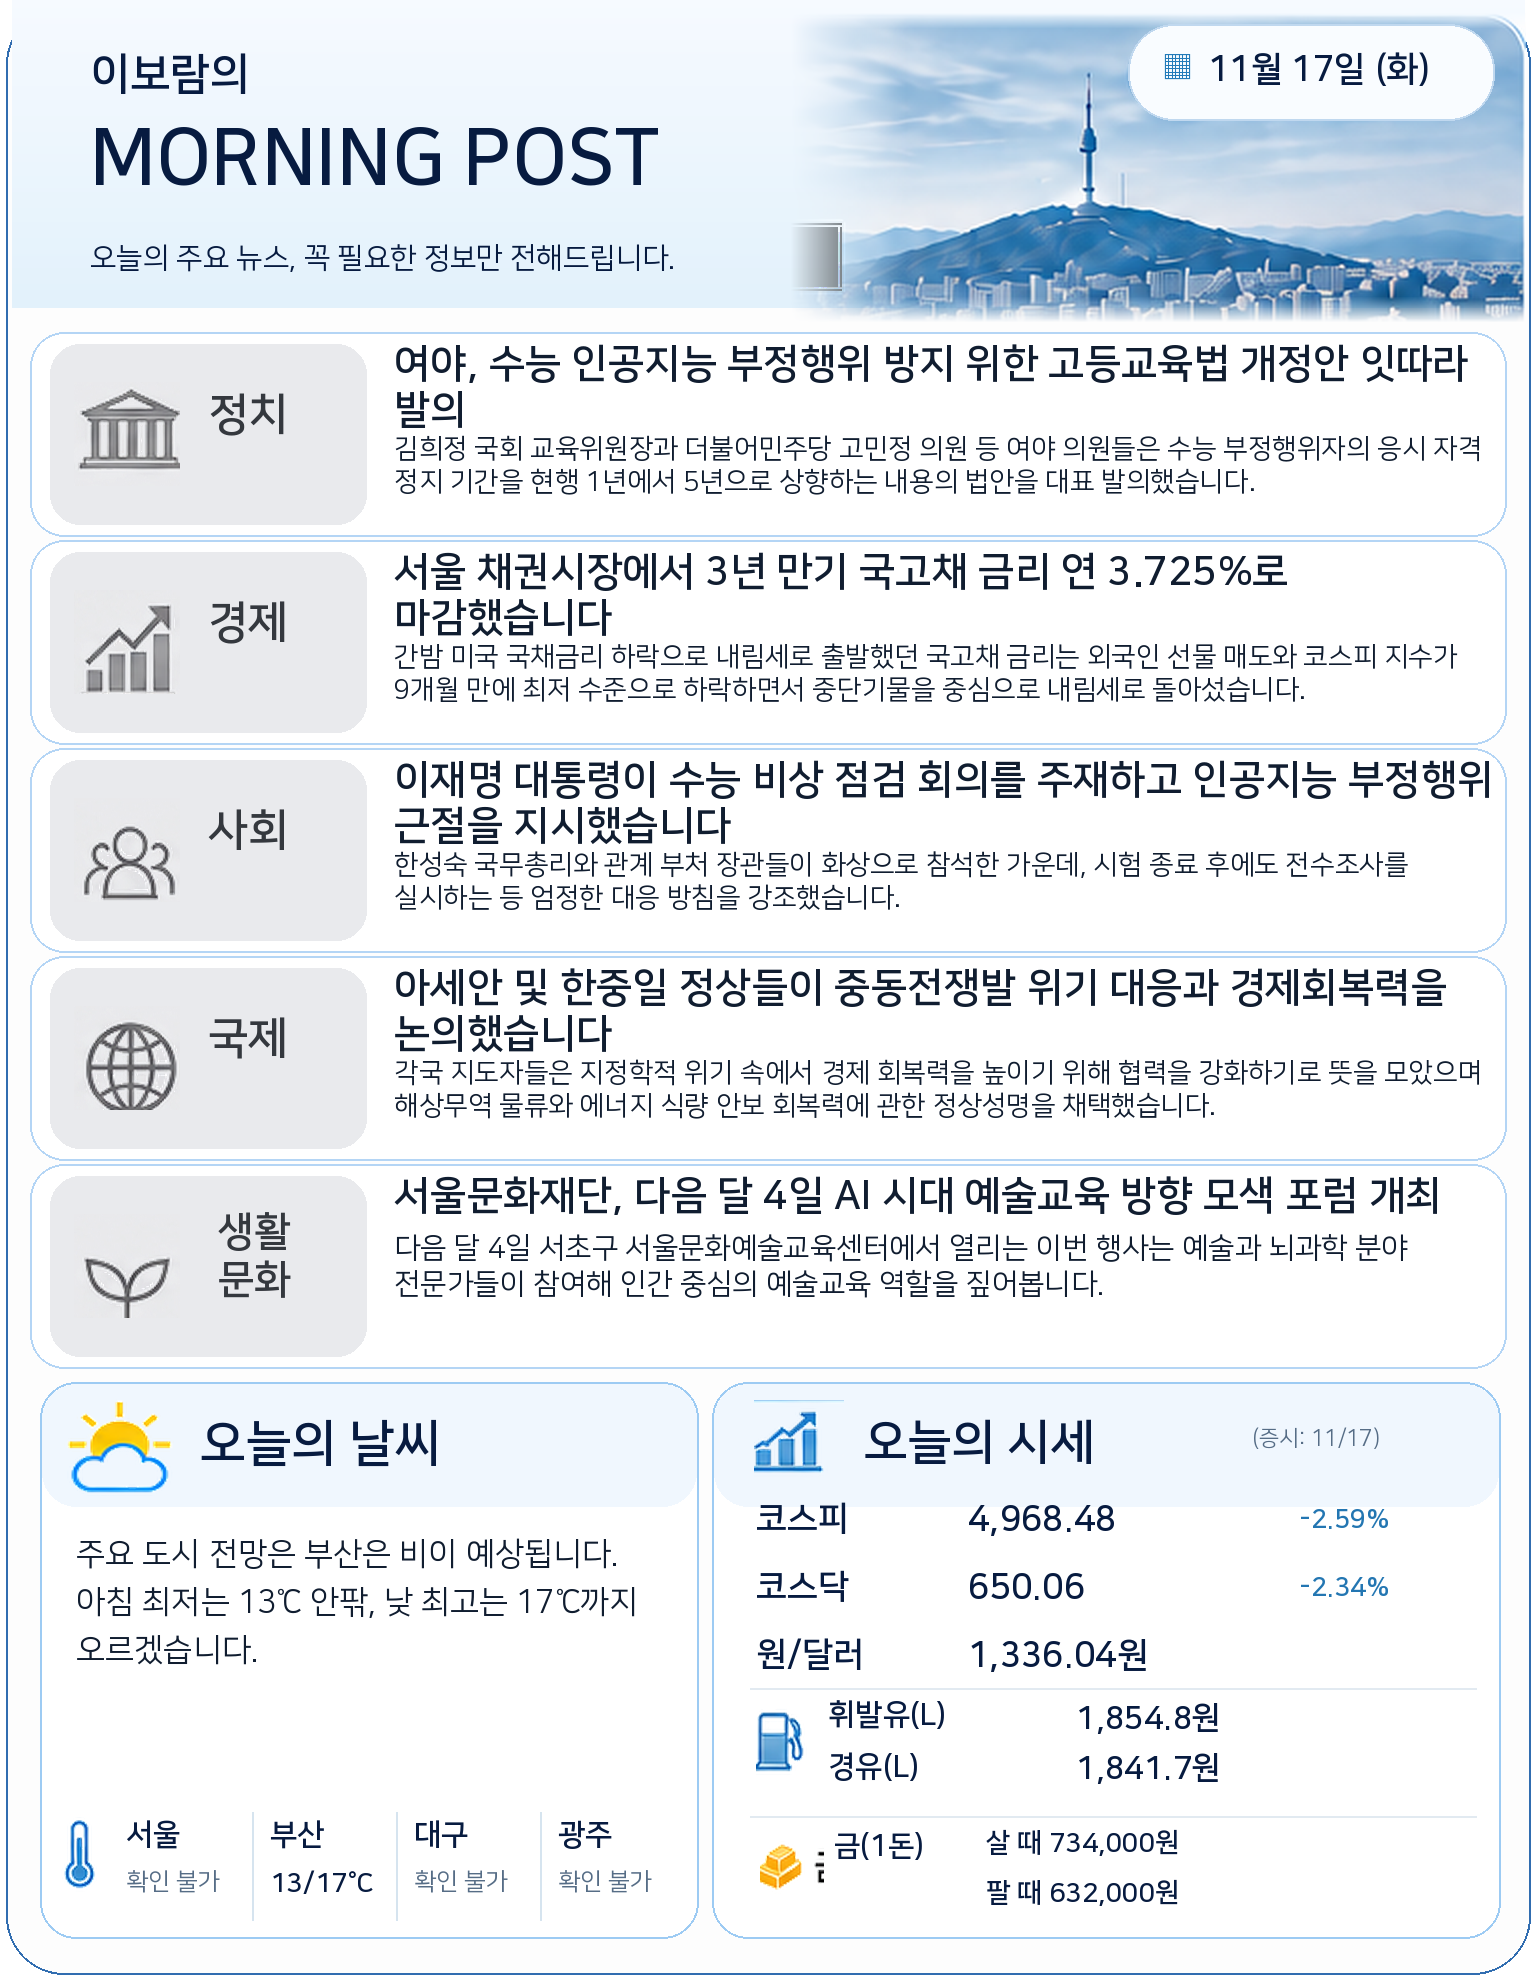 이보람의
MORNING POST
오늘의 주요 뉴스, 꼭 필요한 정보만 전해드립니다.
11월 17일 (화)
정치
여야, 수능 인공지능 부정행위 방지 위한 고등교육법 개정안 잇따라
발의
김희정 국회 교육위원장과 더불어민주당 고민정 의원 등 여야 의원들은 수능 부정행위자의 응시 자격
정지 기간을 현행 1년에서 5년으로 상향하는 내용의 법안을 대표 발의했습니다.
경제
서울 채권시장에서 3년 만기 국고채 금리 연 3.725%로
마감했습니다
간밤 미국 국채금리 하락으로 내림세로 출발했던 국고채 금리는 외국인 선물 매도와 코스피 지수가
9개월 만에 최저 수준으로 하락하면서 중단기물을 중심으로 내림세로 돌아섰습니다.
사회
이재명 대통령이 수능 비상 점검 회의를 주재하고 인공지능 부정행위
근절을 지시했습니다
한성숙 국무총리와 관계 부처 장관들이 화상으로 참석한 가운데, 시험 종료 후에도 전수조사를
실시하는 등 엄정한 대응 방침을 강조했습니다.
국제
아세안 및 한중일 정상들이 중동전쟁발 위기 대응과 경제회복력을
논의했습니다
각국 지도자들은 지정학적 위기 속에서 경제 회복력을 높이기 위해 협력을 강화하기로 뜻을 모았으며
해상무역 물류와 에너지 식량 안보 회복력에 관한 정상성명을 채택했습니다.
생활
문화
서울문화재단, 다음 달 4일 AI 시대 예술교육 방향 모색 포럼 개최
다음 달 4일 서초구 서울문화예술교육센터에서 열리는 이번 행사는 예술과 뇌과학 분야
전문가들이 참여해 인간 중심의 예술교육 역할을 짚어봅니다.
오늘의 날씨
주요 도시 전망은 부산은 비이 예상됩니다.
아침 최저는 13℃ 안팎, 낮 최고는 17℃까지
오르겠습니다.
서울 부산 대구 광주
확인 불가 13/17°C 확인 불가 확인 불가
오늘의 시세 (증시: 11/17)
코스피 4,968.48 -2.59%
코스닥 650.06 -2.34%
원/달러 1,336.04원
휘발유(L) 1,854.8원
경유(L) 1,841.7원
금(1돈) 살 때 734,000원
팔 때 632,000원